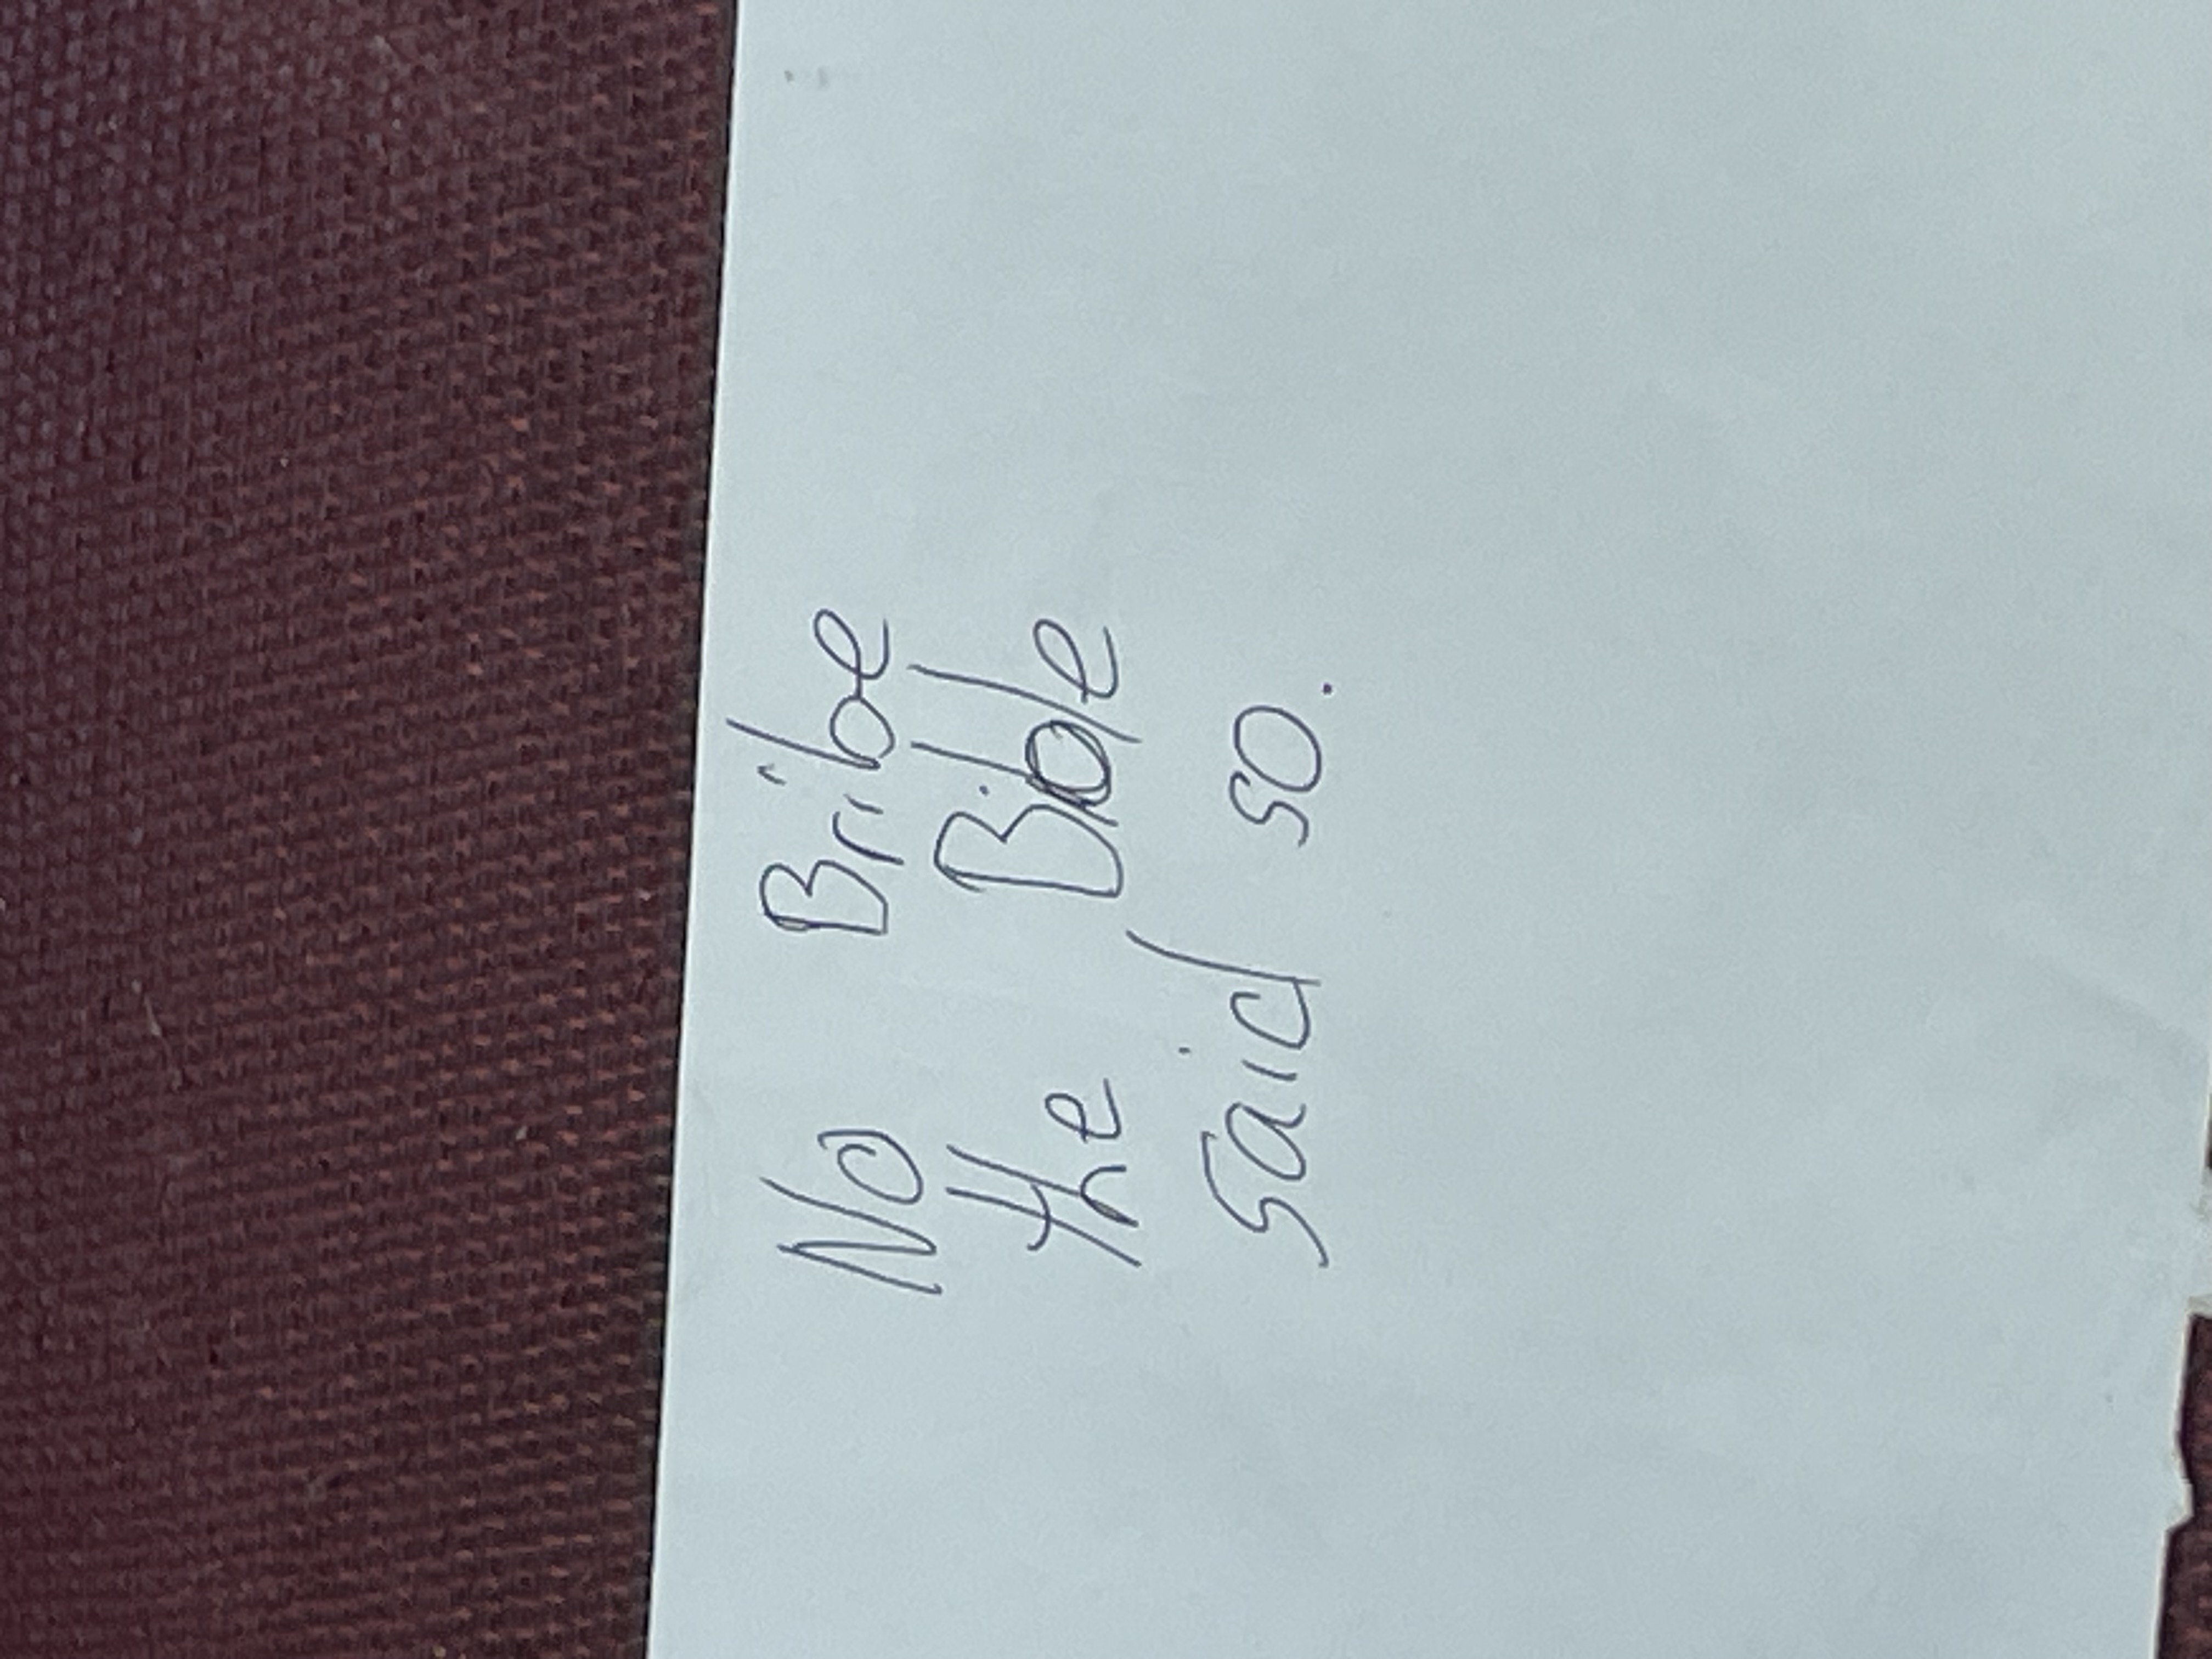 No Bribe
the Bible
said so.